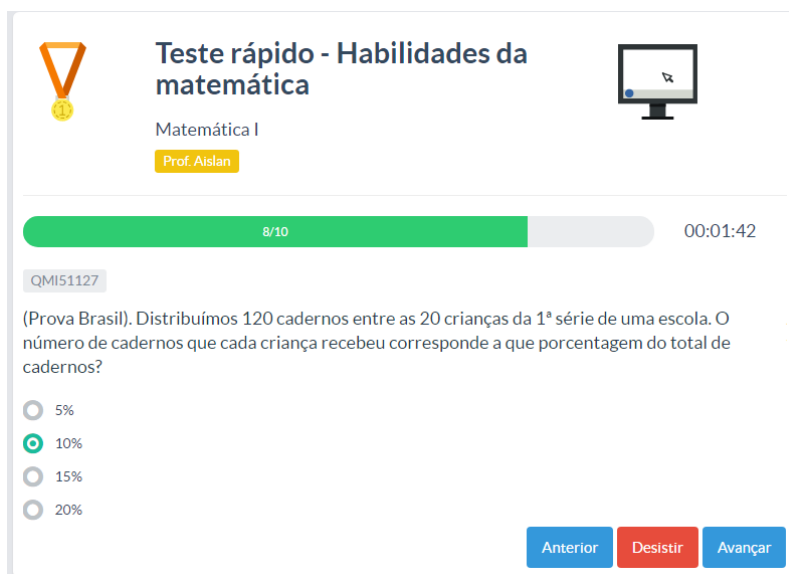 Teste rápido - Habilidades da
matemática
1
Matemática I
Prof. Aislan
8/10
00:01:42
QMI51127
(Prova Brasil). Distribuímos 120 cadernos entre as 20 crianças da 1ª série de uma escola. O
número de cadernos que cada criança recebeu corresponde a que porcentagem do total de
cadernos?
5%
10%
15%
20%
Anterior
Desistir
Avançar